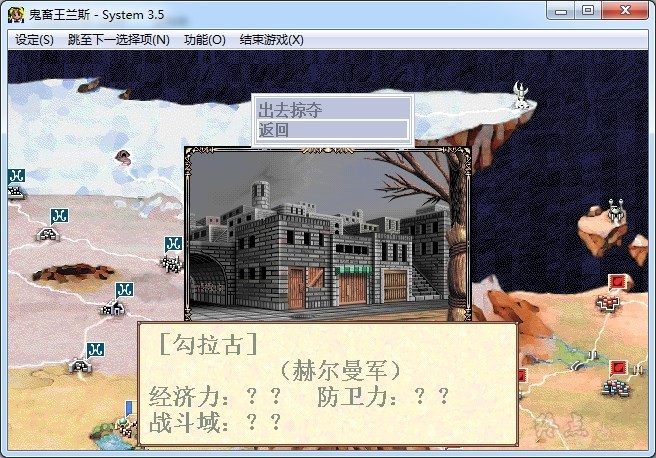 鬼畜王兰斯 - System 3.5
设定(S) 跳至下一选择项(N) 功能(O) 结束游戏(X)
出去掠夺
返回
[勾拉古]
(赫尔曼军)
经济力：？？ 防卫力：？？
战斗域：？？